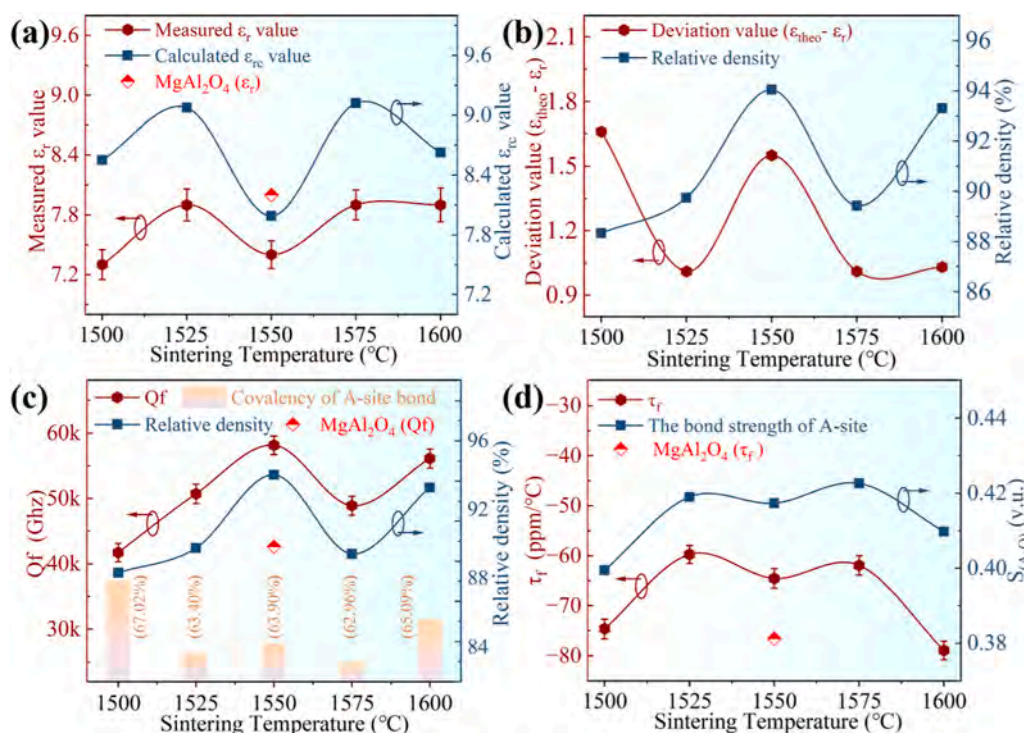 (a)
Measured εr value
Calculated εrc value
MgAl2O4 (εr)
9.6
9.0
8.4
7.8
7.2
Measured εr value
9.6
9.0
8.4
7.8
7.2
Calculated εrc value
1500 1525 1550 1575 1600
Sintering Temperature (°C)
(b)
Deviation value (εtheo- εr)
Relative density
2.1
1.8
1.5
1.2
0.9
Deviation value (εtheo- εr)
96
94
92
90
88
86
Relative density (%)
1500 1525 1550 1575 1600
Sintering Temperature (°C)
(c)
Qf
Covalency of A-site bond
Relative density
MgAl2O4 (Qf)
60k
50k
40k
30k
Qf (Ghz)
96
92
88
84
Relative density (%)
(67.02%)
(63.40%)
(63.90%)
(62.96%)
(65.09%)
1500 1525 1550 1575 1600
Sintering Temperature (°C)
(d)
τf
The bond strength of A-site
MgAl2O4 (τf )
−30
−40
−50
−60
−70
−80
τf (ppm/°C)
0.44
0.42
0.40
0.38
S(A-O) (v.u.)
1500 1525 1550 1575 1600
Sintering Temperature (°C)